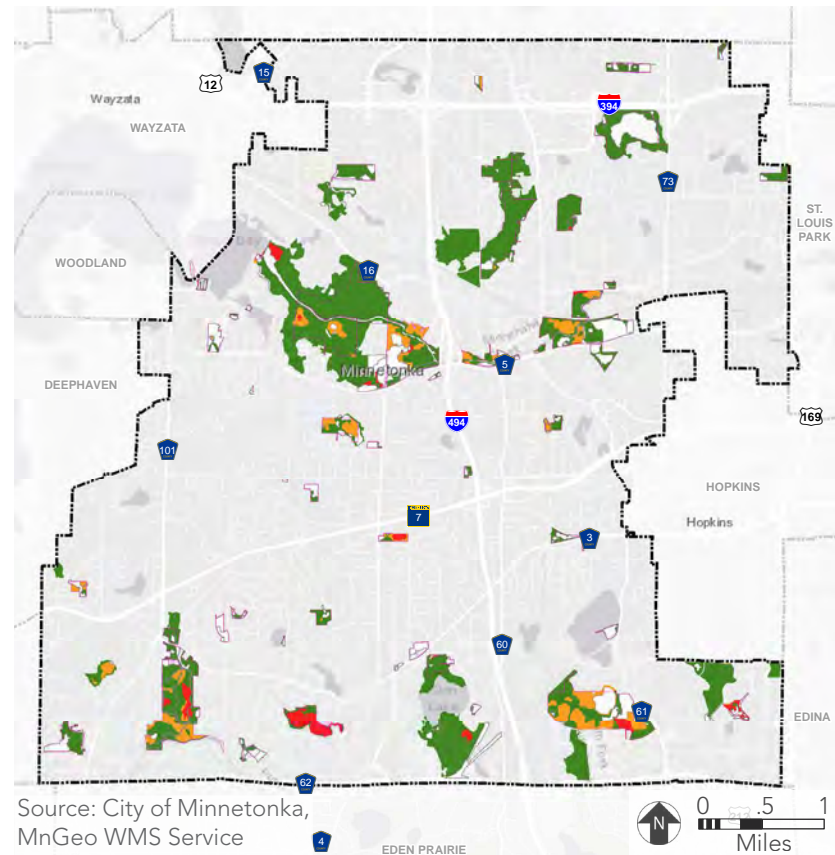 12
15
Wayzata
WAYZATA
394
73
ST.
LOUIS
PARK
WOODLAND
16
Minnetonka
5
DEEPHAVEN
169
494
101
HOPKINS
7
Hopkins
3
60
61
EDINA
62
Source: City of Minnetonka,
MnGeo WMS Service
4
EDEN PRAIRIE
N
0 .5 1
212
Miles